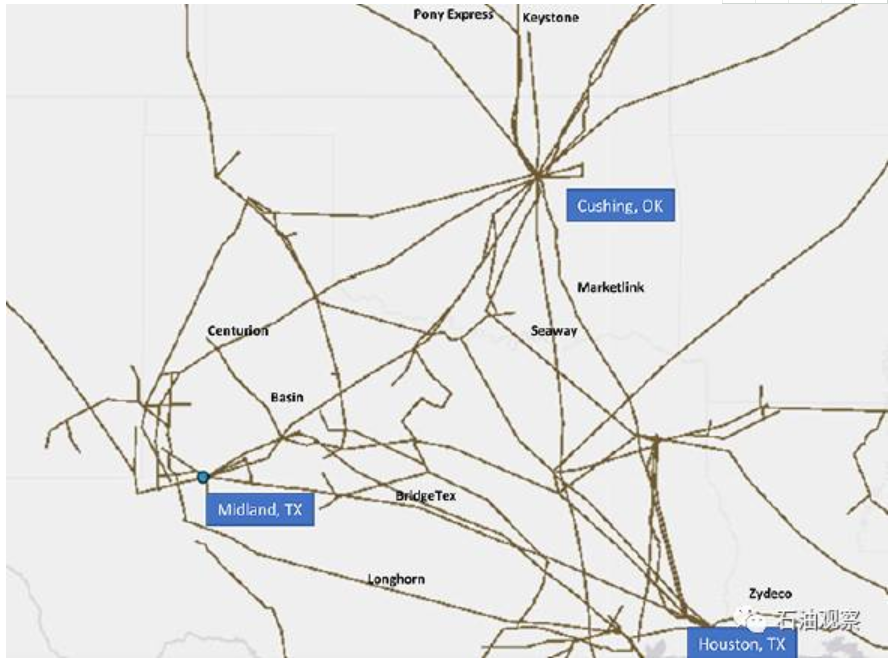 Pony Express
Keystone
Cushing, OK
Marketlink
Centurion
Seaway
Basin
BridgeTex
Midland, TX
Longhorn
Zydeco
石油观察
Houston, TX